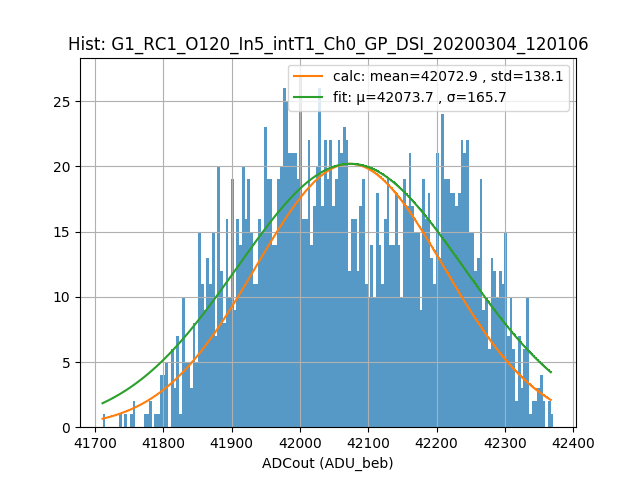 Hist: G1_RC1_O120_In5_intT1_Ch0_GP_DSI_20200304_120106
calc: mean=42072.9 , std=138.1
fit: μ=42073.7 , σ=165.7
25
20
15
10
5
0
41700 41800 41900 42000 42100 42200 42300 42400
ADCout (ADU_beb)